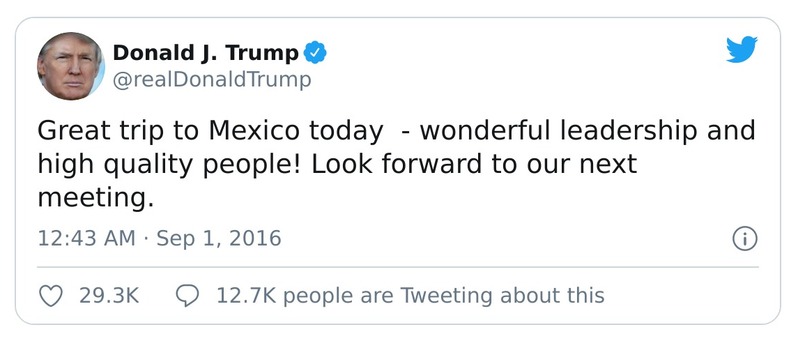 Donald J. Trump
@realDonaldTrump
Great trip to Mexico today  - wonderful leadership and
high quality people! Look forward to our next
meeting.
12:43 AM · Sep 1, 2016
29.3K 12.7K people are Tweeting about this